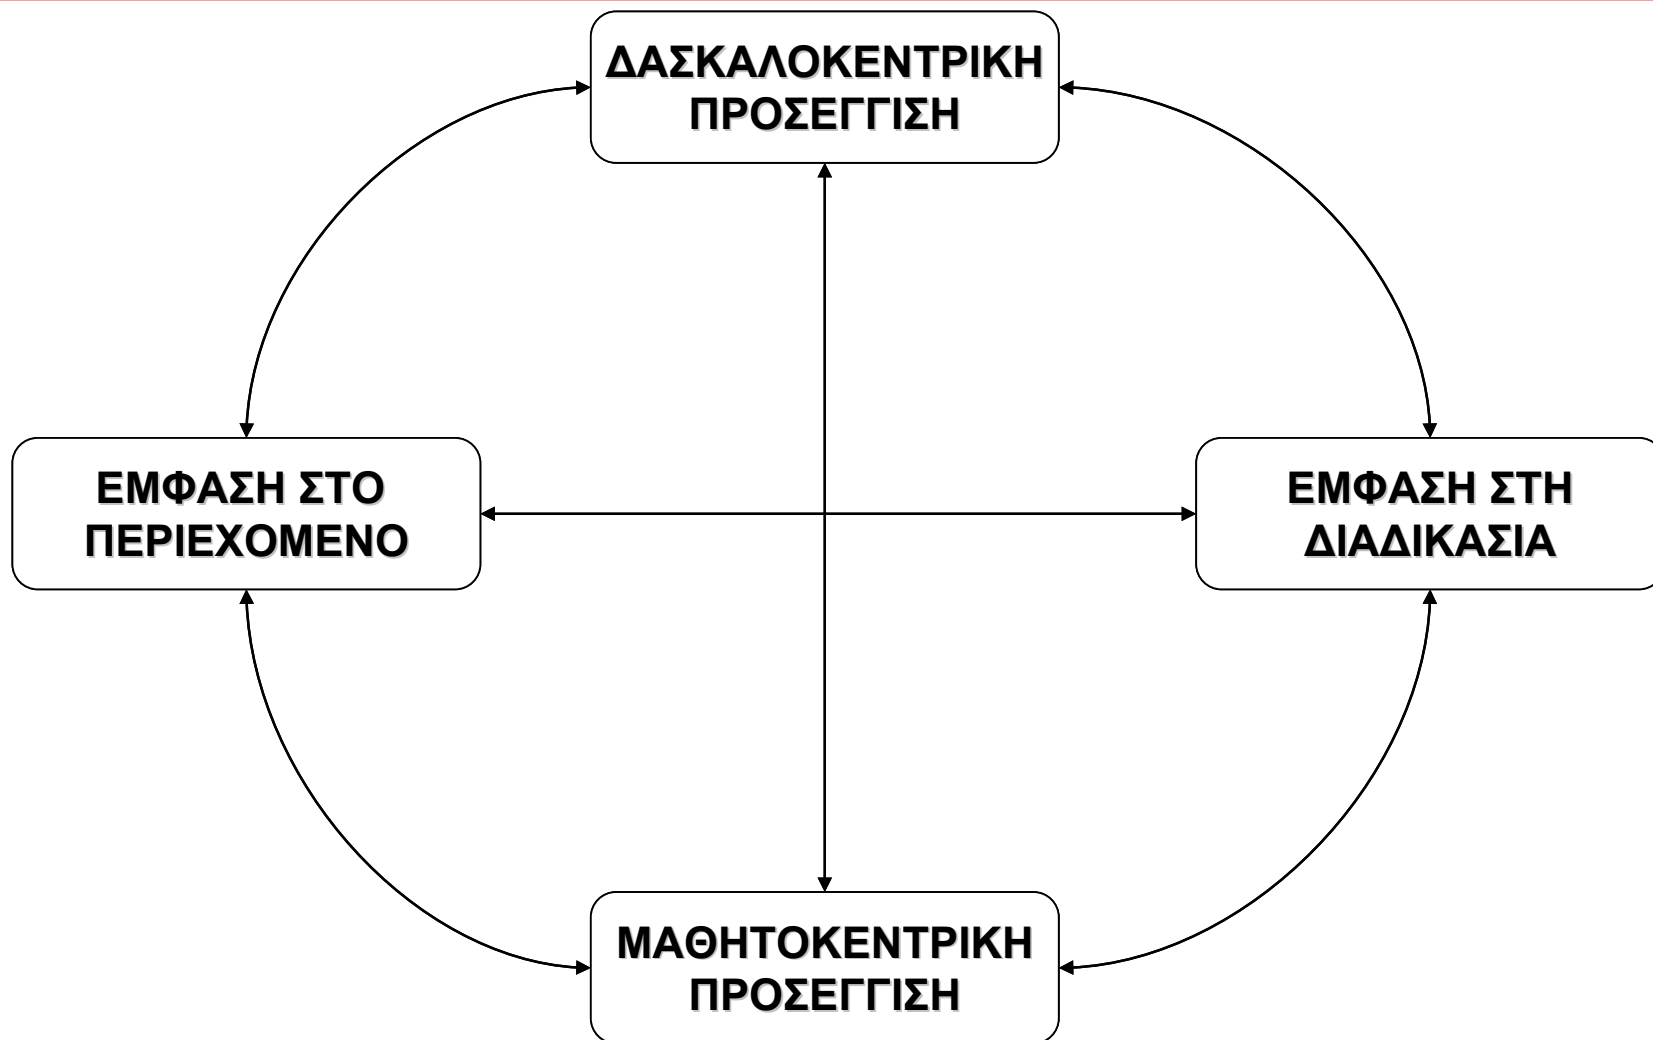 ΔΑΣΚΑΛΟΚΕΝΤΡΙΚΗ
ΠΡΟΣΕΓΓΙΣΗ
ΕΜΦΑΣΗ ΣΤΟ
ΠΕΡΙΕΧΟΜΕΝΟ
ΕΜΦΑΣΗ ΣΤΗ
ΔΙΑΔΙΚΑΣΙΑ
ΜΑΘΗΤΟΚΕΝΤΡΙΚΗ
ΠΡΟΣΕΓΓΙΣΗ